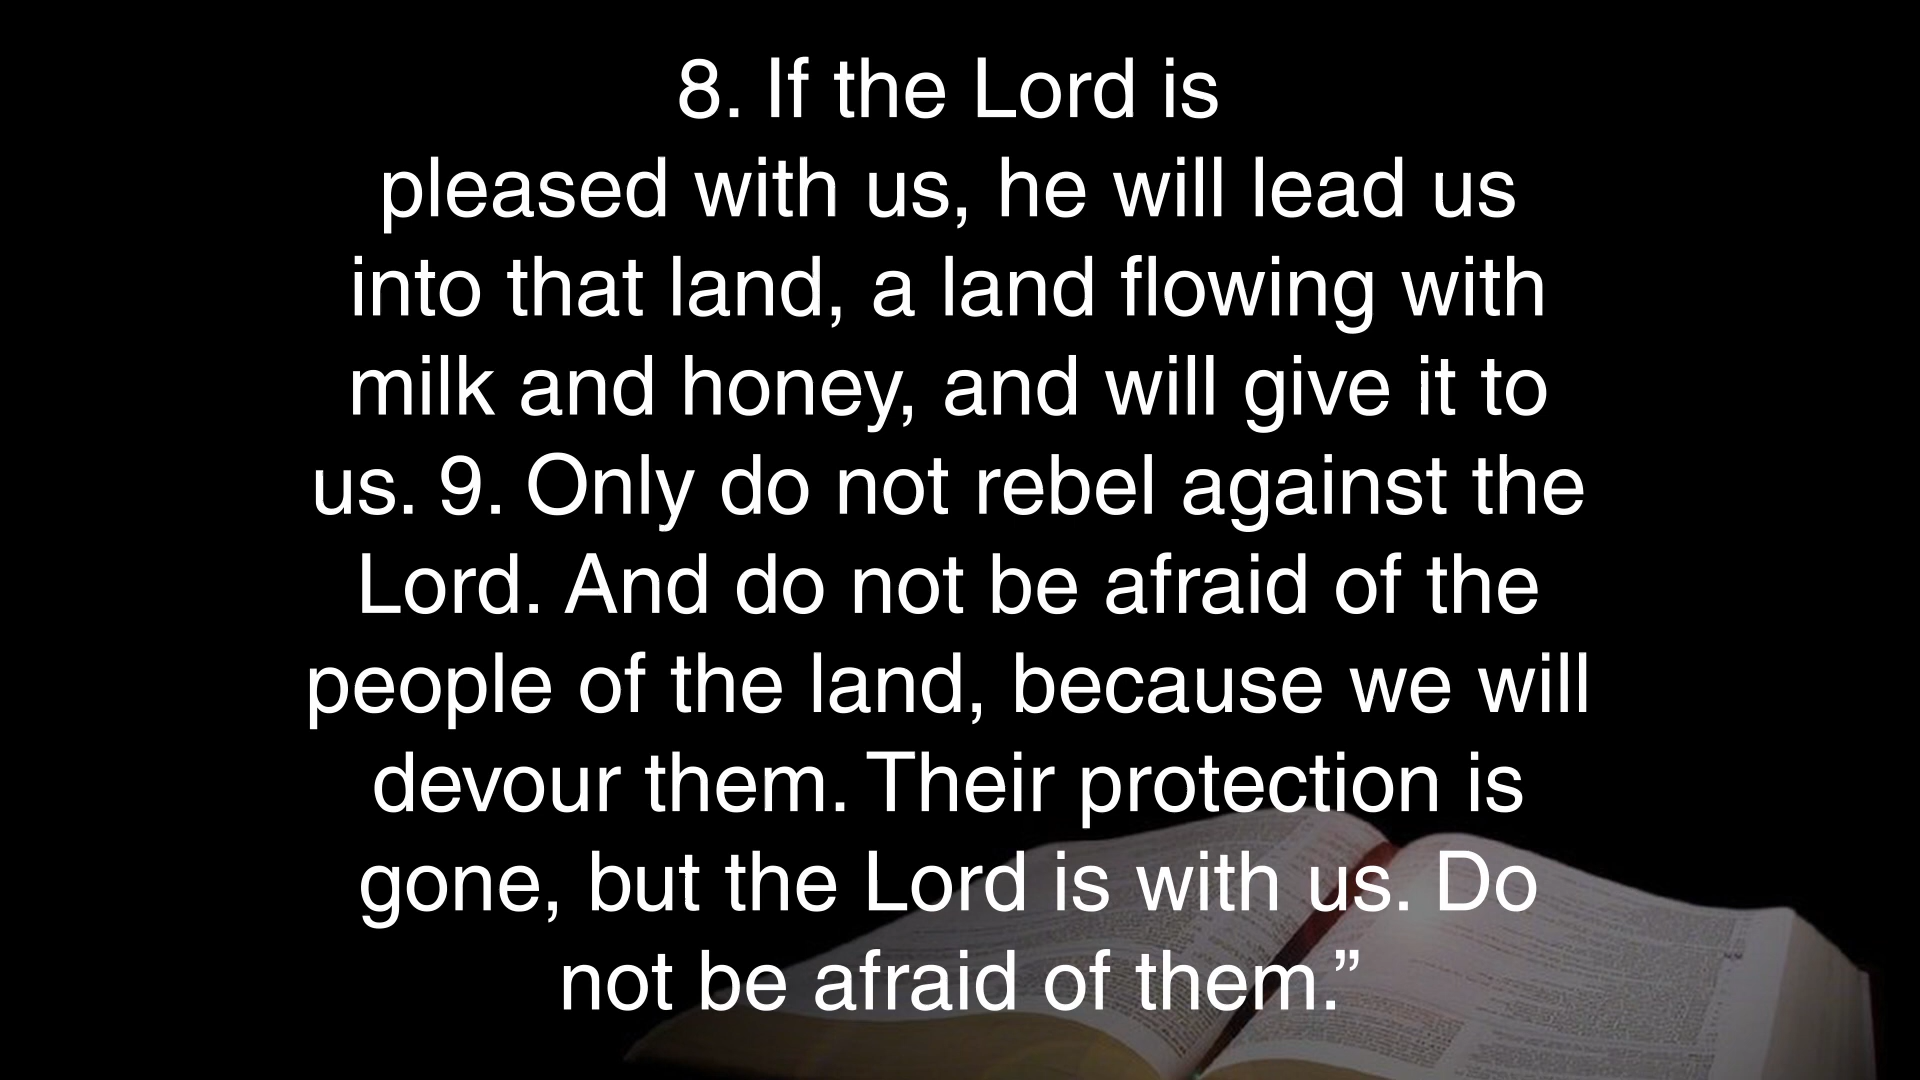 8. If the Lord is
pleased with us, he will lead us
into that land, a land flowing with
milk and honey, and will give it to
us. 9. Only do not rebel against the
Lord. And do not be afraid of the
people of the land, because we will
devour them. Their protection is
gone, but the Lord is with us. Do
not be afraid of them.”